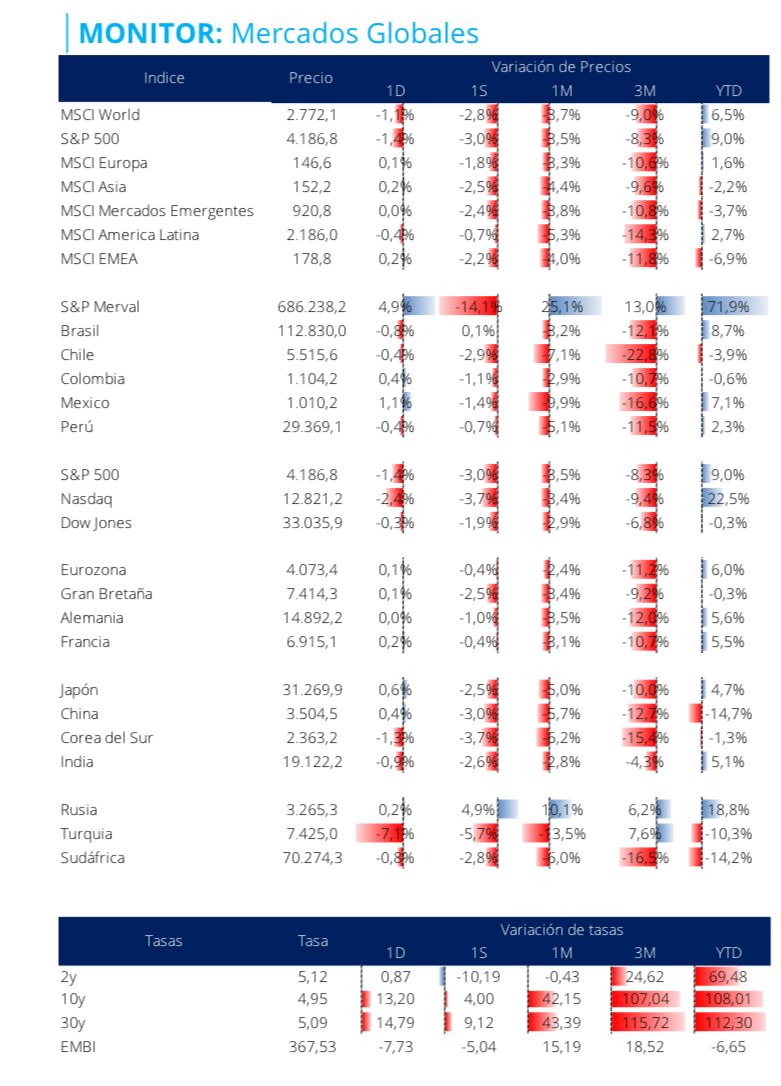 MONITOR: Mercados Globales
Indice Precio Variación de Precios
1D 1S 1M 3M YTD
MSCI World 2.772,1 -1,1% -2,8% -3,7% -9,0% 6,5%
S&P 500 4.186,8 -1,4% -3,0% -3,5% -8,3% 9,0%
MSCI Europa 146,6 0,1% -1,8% -3,3% -10,6% 1,6%
MSCI Asia 152,2 0,2% -2,5% -4,4% -9,6% -2,2%
MSCI Mercados Emergentes 920,8 0,0% -2,4% -3,8% -10,8% -3,7%
MSCI America Latina 2.186,0 -0,4% -0,7% -5,3% -14,3% 2,7%
MSCI EMEA 178,8 0,2% -2,2% -4,0% -11,8% -6,9%
S&P Merval 686.238,2 4,9% -14,1% 25,1% 13,0% 71,9%
Brasil 112.830,0 -0,8% 0,1% -3,2% -12,1% 8,7%
Chile 5.515,6 -0,4% -2,9% -7,1% -22,8% -3,9%
Colombia 1.104,2 0,4% -1,1% -2,9% -10,7% -0,6%
Mexico 1.010,2 1,1% -1,4% -9,9% -16,6% 7,1%
Perú 29.369,1 -0,4% -0,7% -5,1% -11,5% 2,3%
S&P 500 4.186,8 -1,4% -3,0% -3,5% -8,3% 9,0%
Nasdaq 12.821,2 -2,4% -3,7% -3,4% -9,4% 22,5%
Dow Jones 33.035,9 -0,3% -1,9% -2,9% -6,8% -0,3%
Eurozona 4.073,4 0,1% -0,4% -2,4% -11,2% 6,0%
Gran Bretaña 7.414,3 0,1% -2,5% -3,4% -9,2% -0,3%
Alemania 14.892,2 0,0% -1,0% -3,5% -12,0% 5,6%
Francia 6.915,1 0,2% -0,4% -3,1% -10,7% 5,5%
Japón 31.269,9 0,6% -2,5% -5,0% -10,0% 4,7%
China 3.504,5 0,4% -3,0% -5,7% -12,7% -14,7%
Corea del Sur 2.363,2 -1,3% -3,7% -6,2% -15,4% -1,3%
India 19.122,2 -0,9% -2,6% -2,8% -4,3% 5,1%
Rusia 3.265,3 0,2% 4,9% 10,1% 6,2% 18,8%
Turquia 7.425,0 -7,1% -5,7% -13,5% 7,6% -10,3%
Sudáfrica 70.274,3 -0,8% -2,8% -6,0% -16,5% -14,2%
Tasas Tasa Variación de tasas
1D 1S 1M 3M YTD
2y 5,12 0,87 -10,19 -0,43 24,62 69,48
10y 4,95 13,20 4,00 42,15 107,04 108,01
30y 5,09 14,79 9,12 43,39 115,72 112,30
EMBI 367,53 -7,73 -5,04 15,19 18,52 -6,65